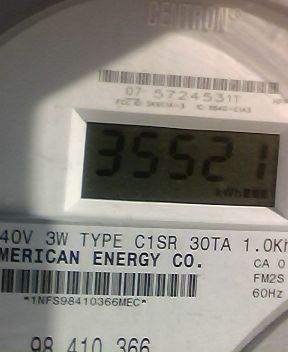 CENTRON®
07 57245311
35521
kWh
40V 3W TYPE C1SR 30TA 1.0Kh
MERICAN ENERGY CO.
CA 0
FM2S
60Hz
*1NFS98410366MEC*
98 410 366